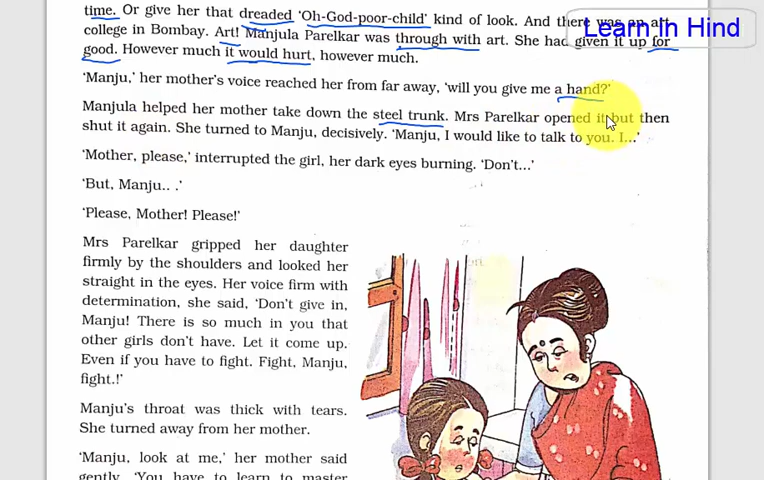 time. Or give her that dreaded 'Oh-God-poor-child' kind of look. And there was an art
Learn in Hind
college in Bombay. Art! Manjula Parelkar was through with art. She had given it up for
good. However much it would hurt, however much.
'Manju,' her mother's voice reached her from far away, 'will you give me a hand?'
Manjula helped her mother take down the steel trunk. Mrs Parelkar opened it but then
shut it again. She turned to Manju, decisively. 'Manju, I would like to talk to you. I...'
'Mother, please,' interrupted the girl, her dark eyes burning. 'Don't...'
'But, Manju.. .'
'Please, Mother! Please!'
Mrs Parelkar gripped her daughter
firmly by the shoulders and looked her
straight in the eyes. Her voice firm with
determination, she said, 'Don't give in,
Manju! There is so much in you that
other girls don't have. Let it come up.
Even if you have to fight. Fight, Manju,
fight.!'
Manju's throat was thick with tears.
She turned away from her mother.
'Manju, look at me,' her mother said
gently. 'You have to learn to master